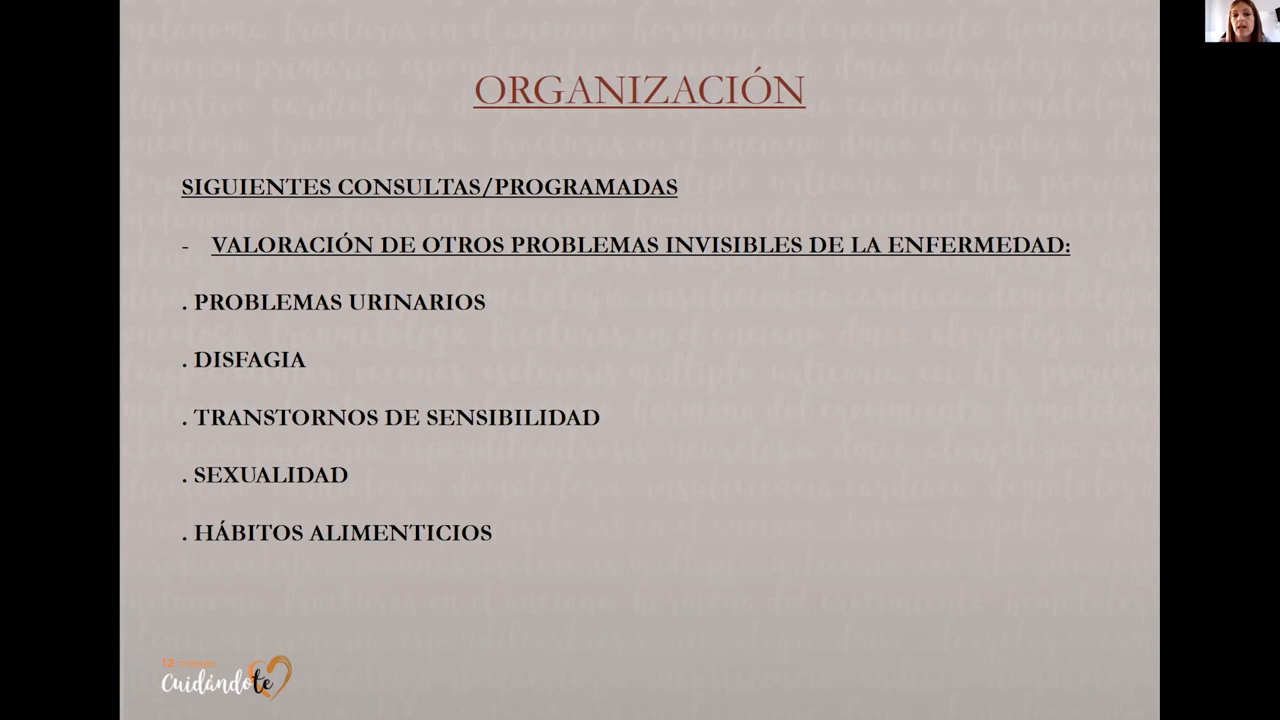 ORGANIZACIÓN
SIGUIENTES CONSULTAS/PROGRAMADAS
- VALORACIÓN DE OTROS PROBLEMAS INVISIBLES DE LA ENFERMEDAD:
. PROBLEMAS URINARIOS
. DISFAGIA
. TRANSTORNOS DE SENSIBILIDAD
. SEXUALIDAD
. HÁBITOS ALIMENTICIOS
12 meses
Cuidándote